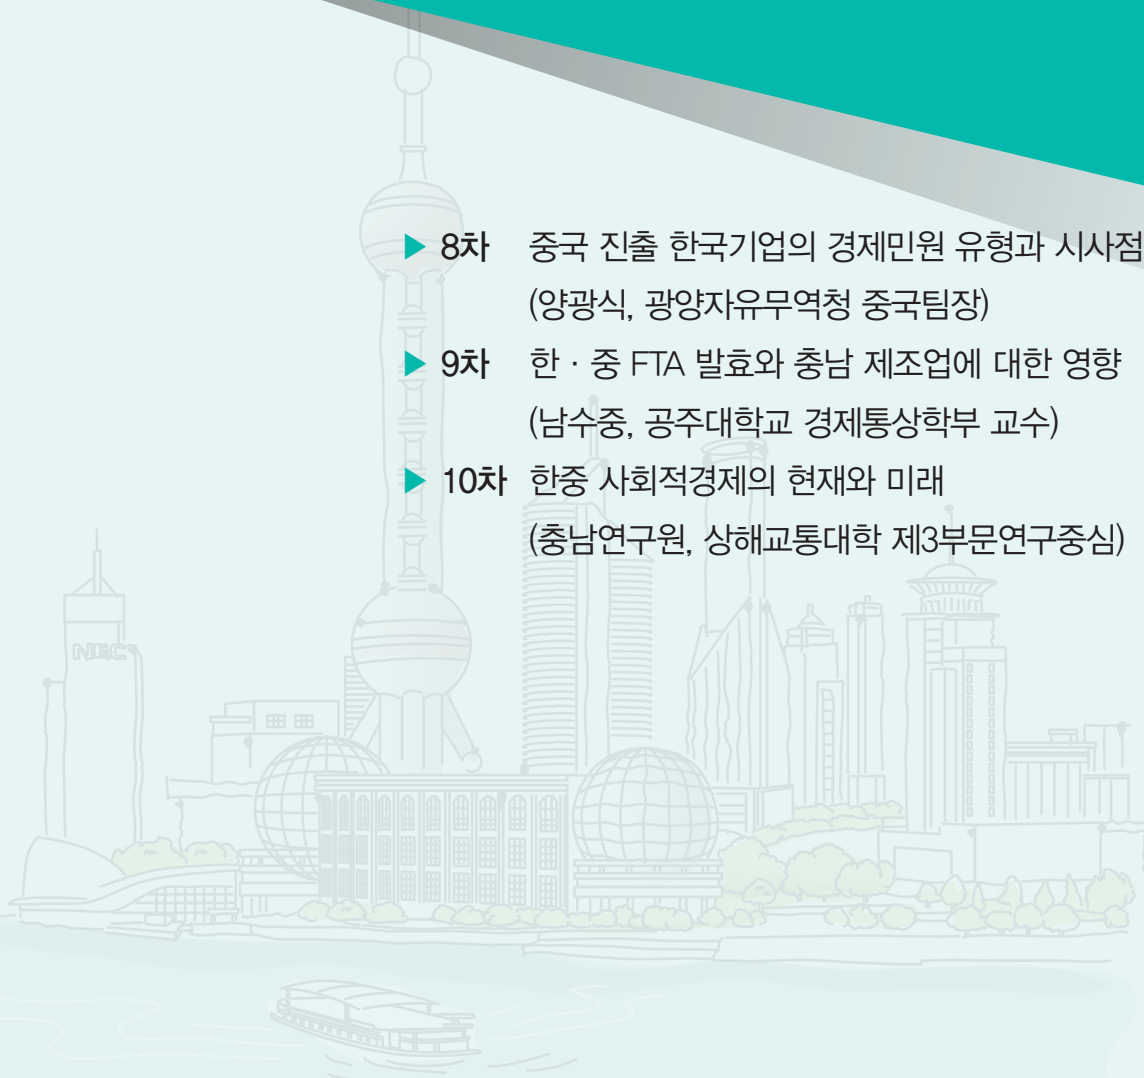 ▶ 8차 중국 진출 한국기업의 경제민원 유형과 시사점
(양광식, 광양자유무역청 중국팀장)
▶ 9차 한 · 중 FTA 발효와 충남 제조업에 대한 영향
(남수중, 공주대학교 경제통상학부 교수)
▶ 10차 한중 사회적경제의 현재와 미래
(충남연구원, 상해교통대학 제3부문연구중심)
NEC